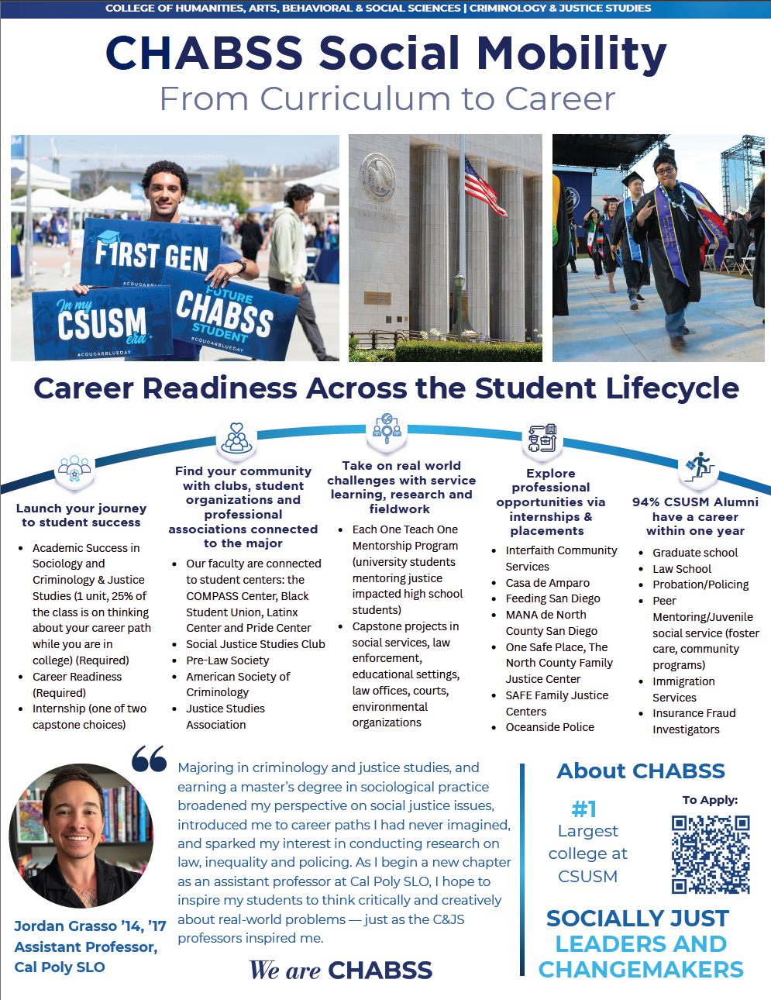 COLLEGE OF HUMANITIES, ARTS, BEHAVIORAL & SOCIAL SCIENCES | CRIMINOLOGY & JUSTICE STUDIES
CHABSS Social Mobility
From Curriculum to Career
F1RST GEN
#COUGARBLU
In my
CSUSM
era
#COUGARBLUEDAY
FUTURE
CHABSS
STUDENT
#COUGARBLUEDAY
Career Readiness Across the Student Lifecycle
Launch your journey
to student success
• Academic Success in
Sociology and
Criminology & Justice
Studies (1 unit, 25% of
the class is on thinking
about your career path
while you are in
college) (Required)
• Career Readiness
(Required)
• Internship (one of two
capstone choices)
Find your community
with clubs, student
organizations and
professional
associations connected
to the major
• Our faculty are connected
to student centers: the
COMPASS Center, Black
Student Union, Latinx
Center and Pride Center
• Social Justice Studies Club
• Pre-Law Society
• American Society of
Criminology
• Justice Studies
Association
Take on real world
challenges with service
learning, research and
fieldwork
• Each One Teach One
Mentorship Program
(university students
mentoring justice
impacted high school
students)
• Capstone projects in
social services, law
enforcement,
educational settings,
law offices, courts,
environmental
organizations
Explore
professional
opportunities via
internships &
placements
• Interfaith Community
Services
• Casa de Amparo
• Feeding San Diego
• MANA de North
County San Diego
• One Safe Place, The
North County Family
Justice Center
• SAFE Family Justice
Centers
• Oceanside Police
94% CSUSM Alumni
have a career
within one year
• Graduate school
• Law School
• Probation/Policing
• Peer
Mentoring/Juvenile
social service (foster
care, community
programs)
• Immigration
Services
• Insurance Fraud
Investigators
Jordan Grasso ’14, ’17
Assistant Professor,
Cal Poly SLO
“
Majoring in criminology and justice studies, and
earning a master’s degree in sociological practice
broadened my perspective on social justice issues,
introduced me to career paths I had never imagined,
and sparked my interest in conducting research on
law, inequality and policing. As I begin a new chapter
as an assistant professor at Cal Poly SLO, I hope to
inspire my students to think critically and creatively
about real-world problems — just as the C&JS
professors inspired me.
We are CHABSS
About CHABSS
#1
Largest
college at
CSUSM
To Apply:
SOCIALLY JUST
LEADERS AND
CHANGEMAKERS